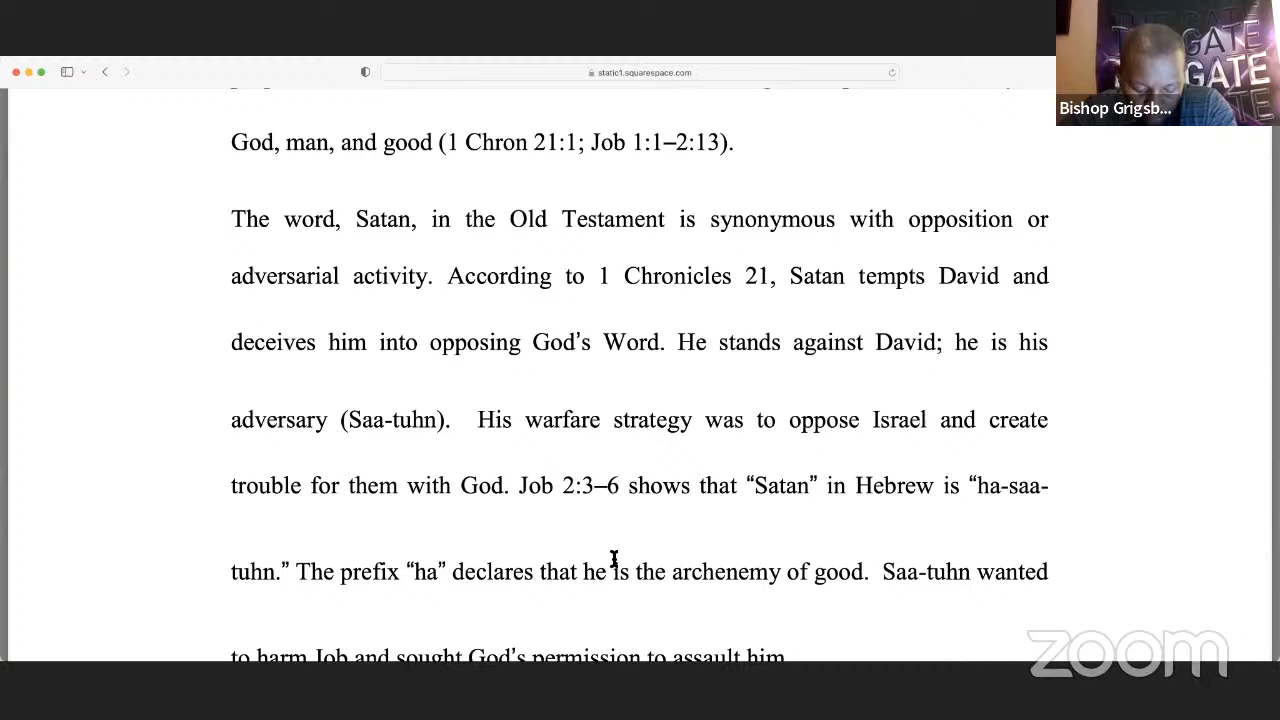 static1.squarespace.com
THE GATE
GATE
GATE
Bishop Grigsb...
God, man, and good (1 Chron 21:1; Job 1:1–2:13).
The word, Satan, in the Old Testament is synonymous with opposition or
adversarial activity. According to 1 Chronicles 21, Satan tempts David and
deceives him into opposing God’s Word. He stands against David; he is his
adversary (Saa-tuhn).  His warfare strategy was to oppose Israel and create
trouble for them with God. Job 2:3–6 shows that “Satan” in Hebrew is “ha-saa-
tuhn.” The prefix “ha” declares that he is the archenemy of good.  Saa-tuhn wanted
to harm Job and sought God’s permission to assault him.
zoom